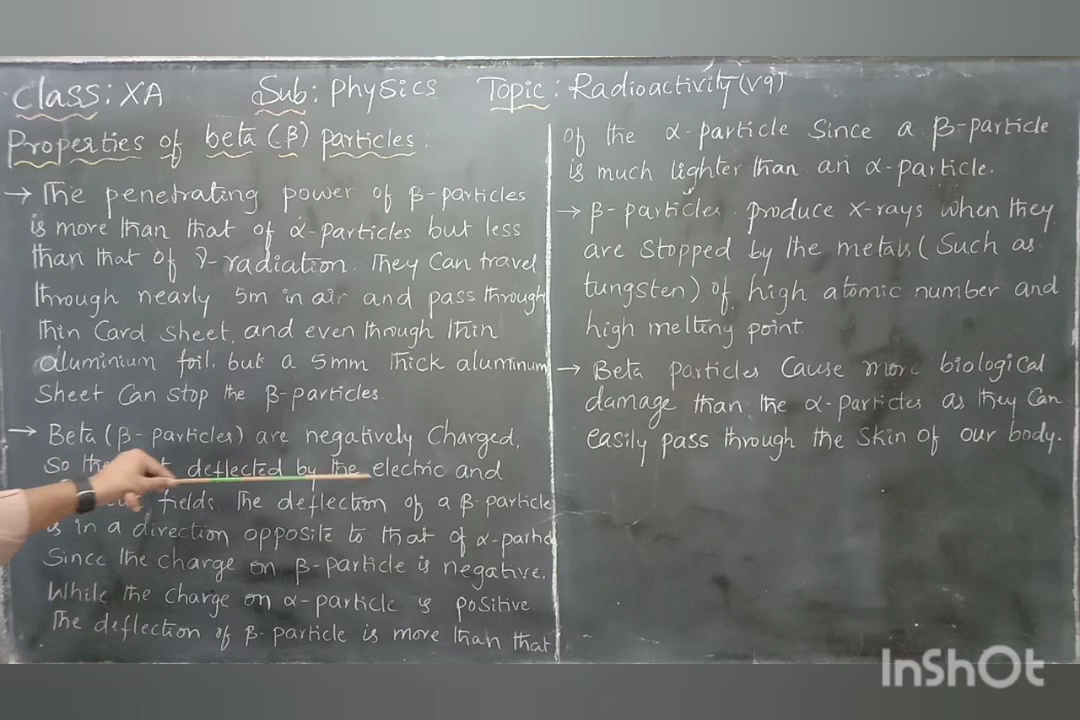 Class: XA Sub: Physics Topic: Radioactivity (V9)
Properties of beta (β) particles:
→ The penetrating power of β-particles
is more than that of α-particles but less
than that of γ-radiation. They can travel
through nearly 5m in air and pass through
thin card sheet, and even through thin
aluminium foil, but a 5mm thick aluminum
sheet can stop the β-particles.
→ Beta (β-particles) are negatively charged,
So deflected by the electric and
fields. The deflection of a β-particle
is in a direction opposite to that of α-
Since the charge on β-particle is negative.
While the charge on α-particle is positive.
The deflection of β-particle is more than that
of the α-particle since a β-particle
is much lighter than an α-particle.
→ β-particles produce X-rays when they
are stopped by the metals (such as
tungsten) of high atomic number and
high melting point.
→ Beta particles cause more biological
damage than the α-particles as they can
easily pass through the skin of our body.
InShOt